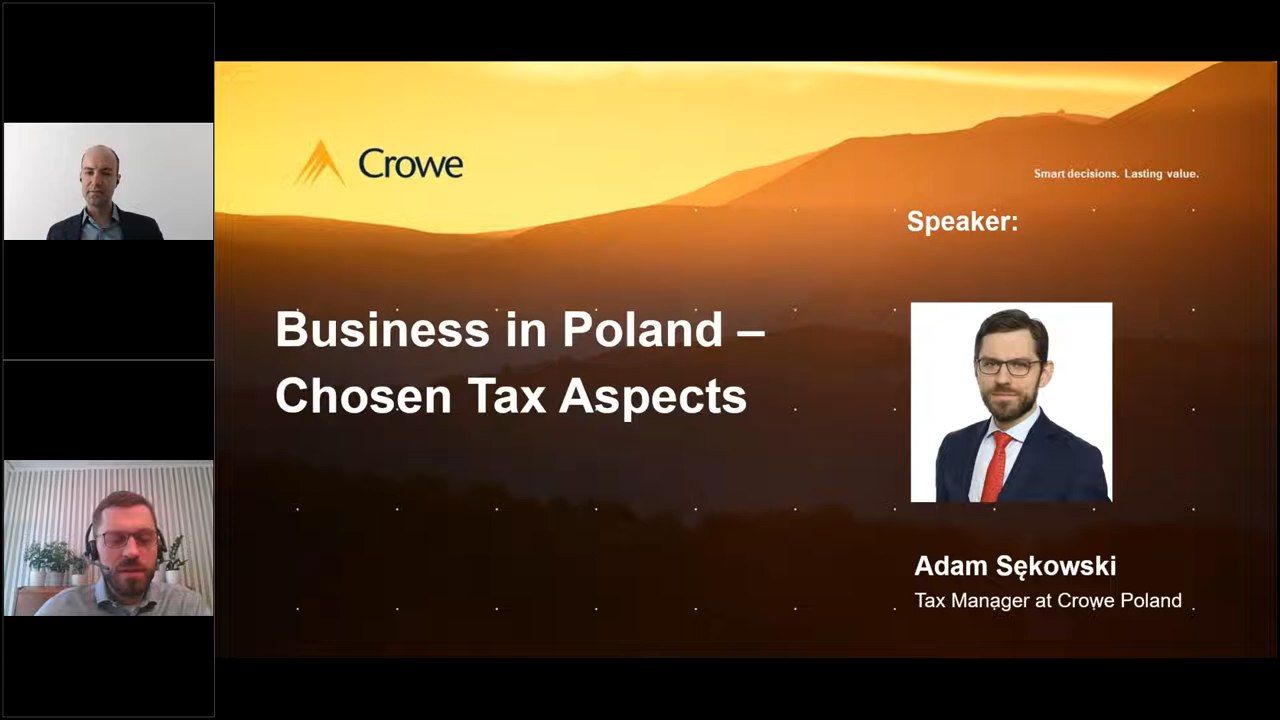 Crowe
Smart decisions. Lasting value.
Speaker:
Business in Poland –
Chosen Tax Aspects
Adam Sękowski
Tax Manager at Crowe Poland